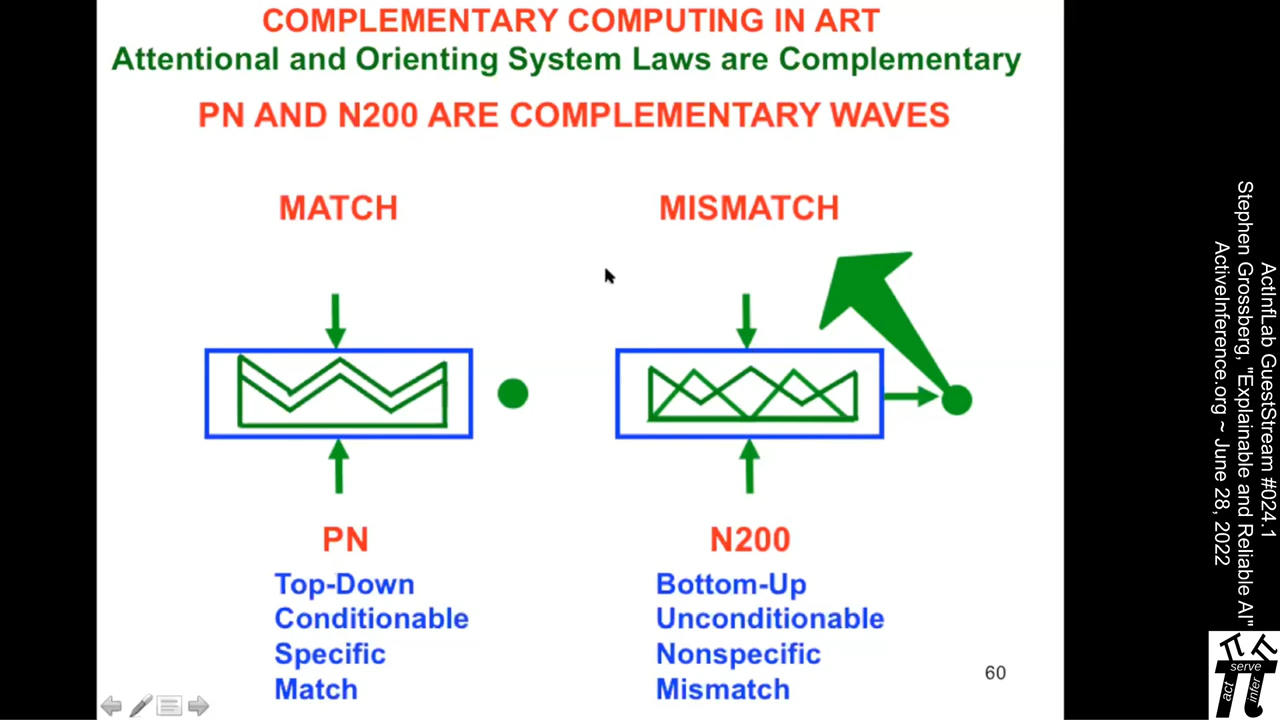 COMPLEMENTARY COMPUTING IN ART
Attentional and Orienting System Laws are Complementary
PN AND N200 ARE COMPLEMENTARY WAVES
MATCH
MISMATCH
PN
Top-Down
Conditionable
Specific
Match
N200
Bottom-Up
Unconditionable
Nonspecific
Mismatch
60
ActInfLab GuestStream #024.1
Stephen Grossberg, "Explainable and Reliable AI"
ActiveInference.org ~ June 28, 2022
serve
act
infer